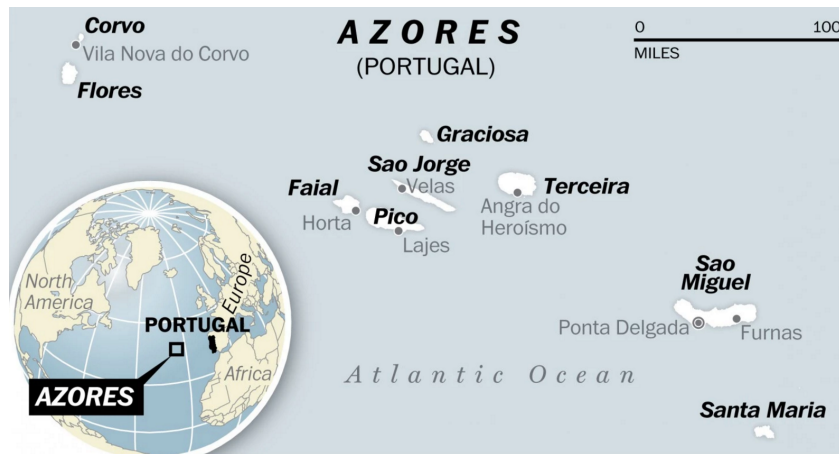 AZORES
(PORTUGAL)
0 100
MILES
Corvo
Vila Nova do Corvo
Flores
Graciosa
Sao Jorge
Velas
Faial
Horta
Pico
Lajes
Terceira
Angra do
Heroísmo
Sao
Miguel
Ponta Delgada
Furnas
Santa Maria
Atlantic Ocean
North
America
Europe
PORTUGAL
Africa
AZORES